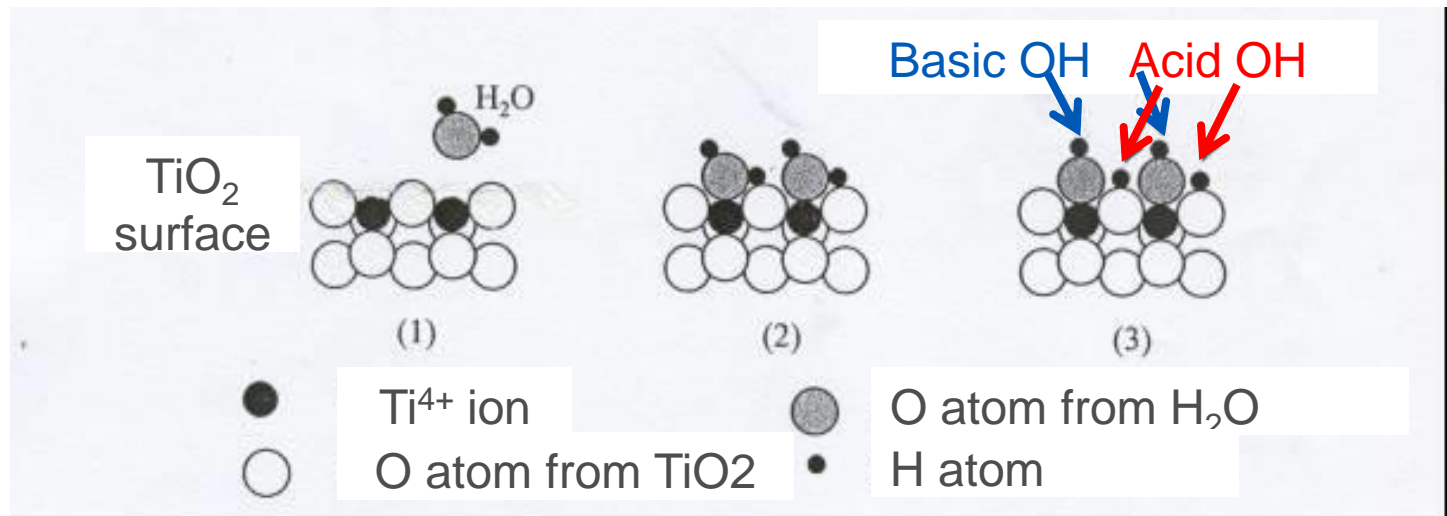 Basic OH Acid OH
H₂O
TiO₂
surface
(1) (2) (3)
Ti⁴⁺ ion
O atom from H₂O
O atom from TiO2
H atom